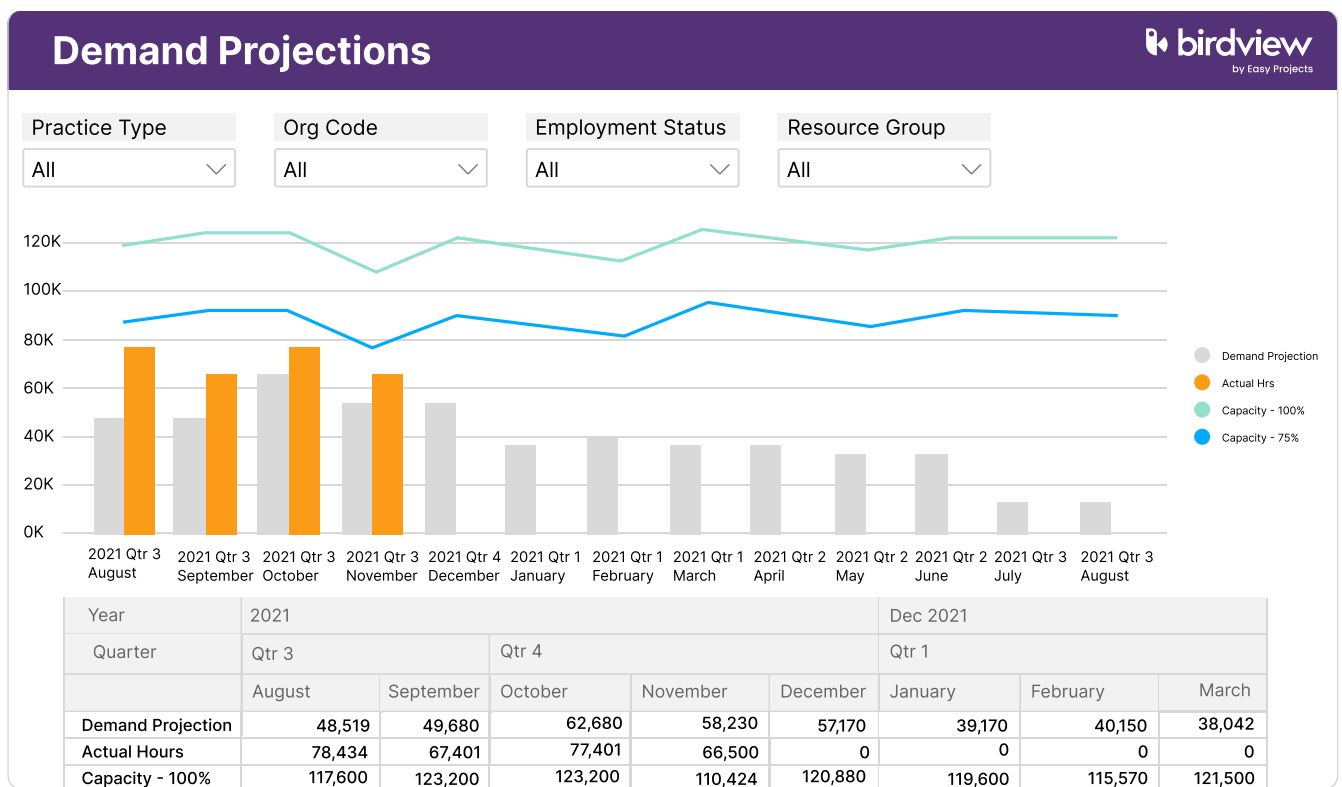 Demand Projections
birdview
by Easy Projects
Practice Type Org Code Employment Status Resource Group
All All All All
120K
100K
80K
60K
40K
20K
0K
Demand Projection
Actual Hrs
Capacity - 100%
Capacity - 75%
2021 Qtr 3 2021 Qtr 3 2021 Qtr 3 2021 Qtr 3 2021 Qtr 4 2021 Qtr 1 2021 Qtr 1 2021 Qtr 1 2021 Qtr 2 2021 Qtr 2 2021 Qtr 2 2021 Qtr 3 2021 Qtr 3
August September October November December January February March April May June July August
Year 2021 Dec 2021
Quarter Qtr 3 Qtr 4 Qtr 1
August September October November December January February March
Demand Projection 48,519 49,680 62,680 58,230 57,170 39,170 40,150 38,042
Actual Hours 78,434 67,401 77,401 66,500 0 0 0 0
Capacity - 100% 117,600 123,200 123,200 110,424 120,880 119,600 115,570 121,500